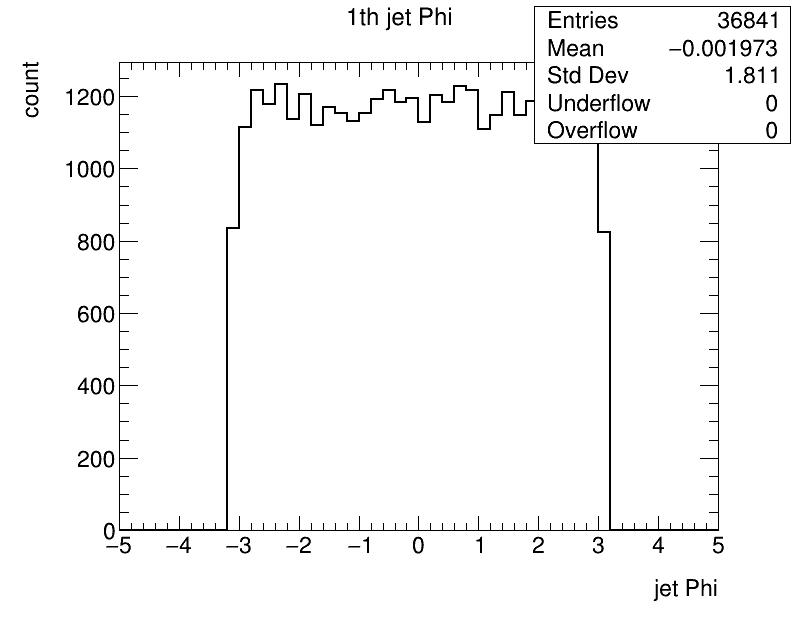 1th jet Phi
Entries 36841
Mean −0.001973
Std Dev 1.811
Underflow 0
Overflow 0
count
1200
1000
800
600
400
200
0
−5 −4 −3 −2 −1 0 1 2 3 4 5
jet Phi